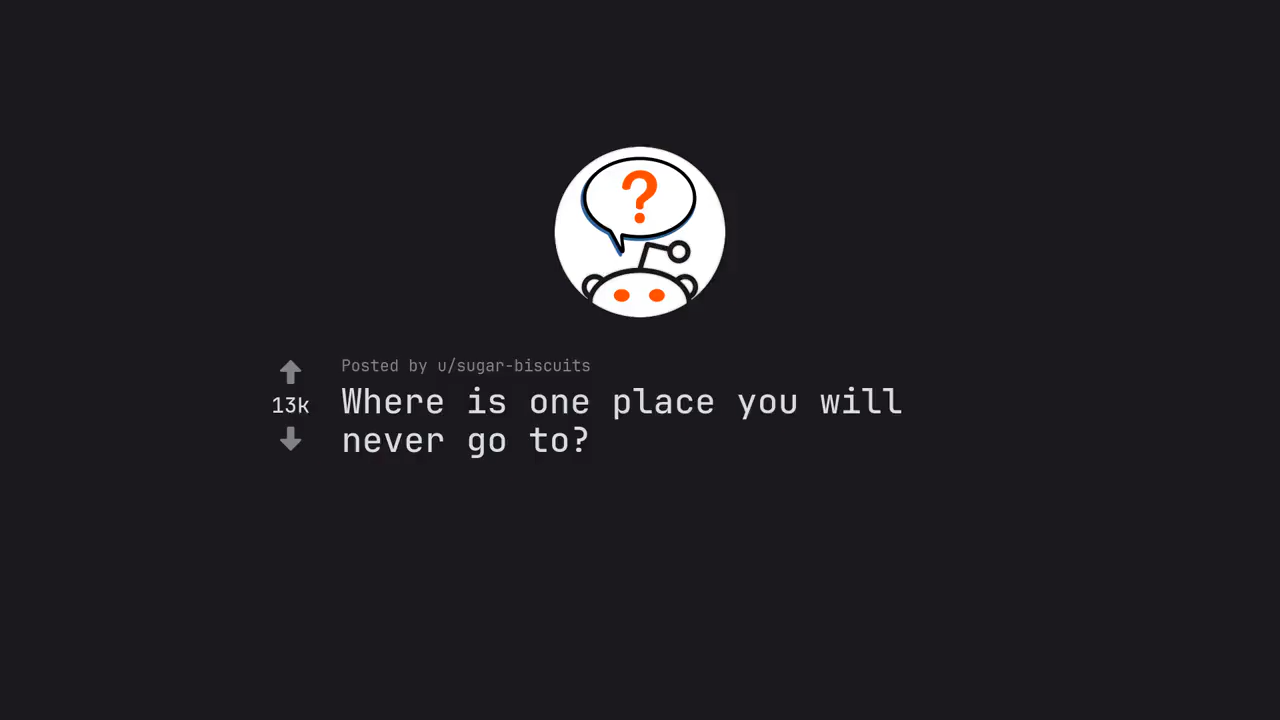 ?
Posted by u/sugar-biscuits
13k
Where is one place you will
never go to?